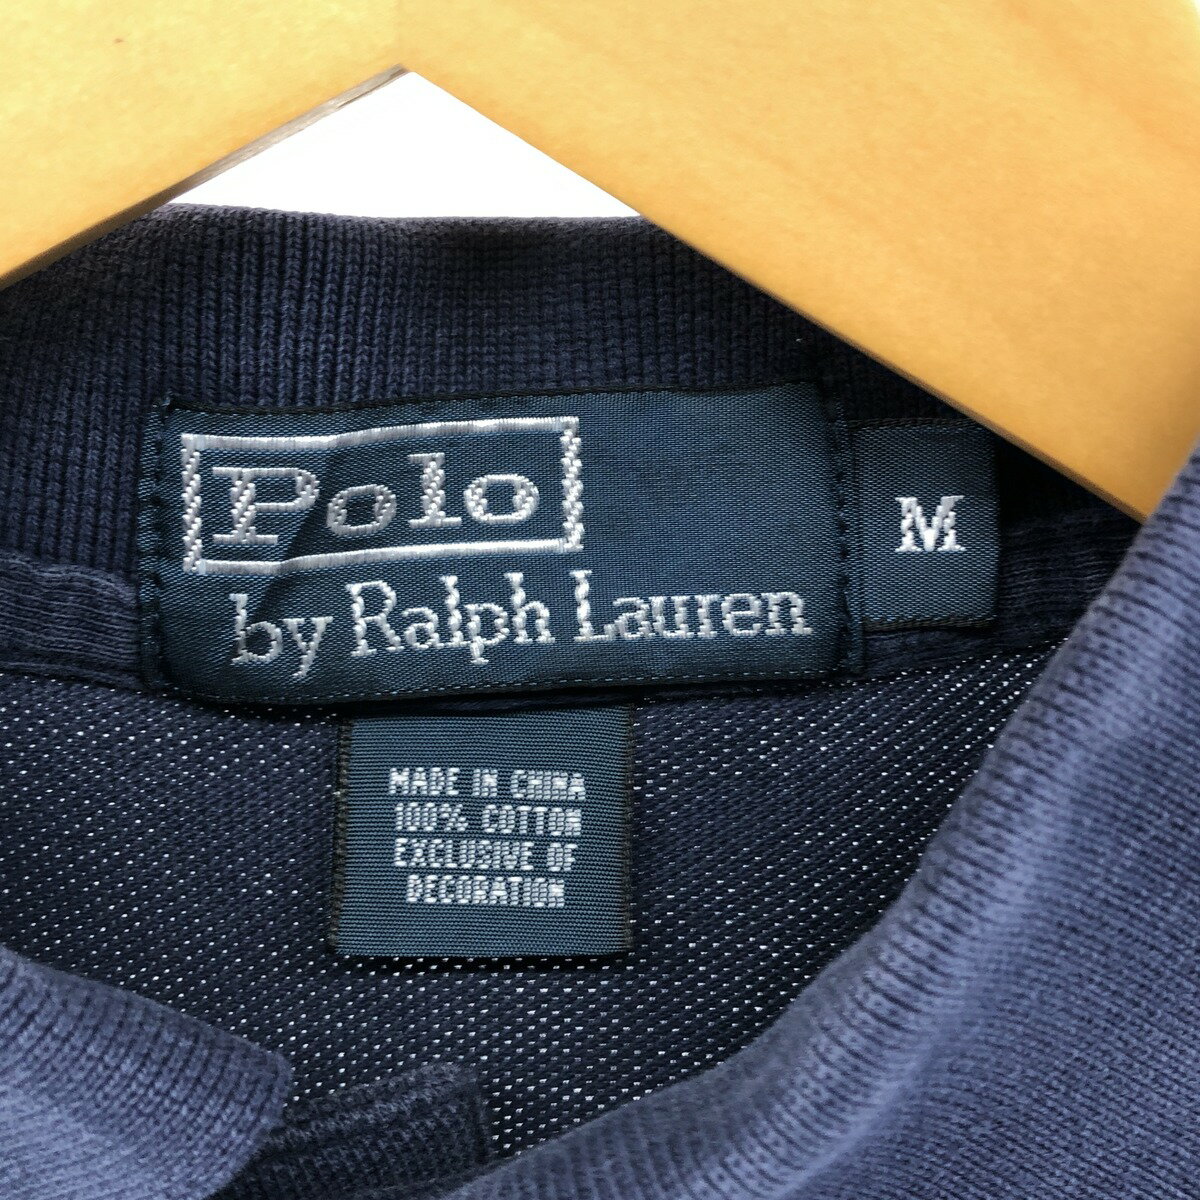 Polo
by Ralph Lauren
M
MADE IN CHINA
100% COTTON
EXCLUSIVE OF
DECORATION